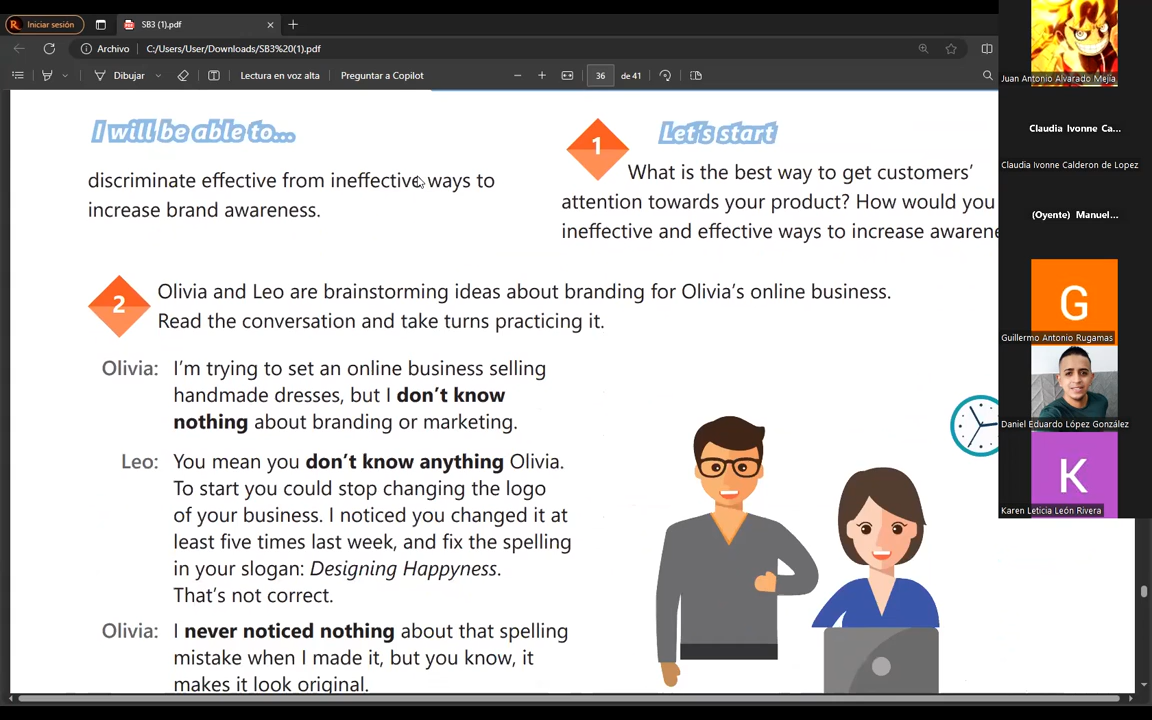 Iniciar sesión
SB3 (1).pdf
Archivo
C:/Users/User/Downloads/SB3%20(1).pdf
Dibujar
Lectura en voz alta
Preguntar a Copilot
36
de 41
I will be able to...
discriminate effective from ineffective ways to
increase brand awareness.
1
Let's start
What is the best way to get customers'
attention towards your product? How would you
ineffective and effective ways to increase
2
Olivia and Leo are brainstorming ideas about branding for Olivia's online business.
Read the conversation and take turns practicing it.
Olivia: I'm trying to set an online business selling
handmade dresses, but I don't know
nothing about branding or marketing.
Leo: You mean you don't know anything Olivia.
To start you could stop changing the logo
of your business. I noticed you changed it at
least five times last week, and fix the spelling
in your slogan: Designing Happyness.
That's not correct.
Olivia: I never noticed nothing about that spelling
mistake when I made it, but you know, it
makes it look original.
Juan Antonio Alvarado Mejía
Claudia Ivonne Ca...
Claudia Ivonne Calderon de Lopez
(Oyente) Manuel...
G
Guillermo Antonio Rugamas
Daniel Eduardo López González
K
Karen Leticia León Rivera